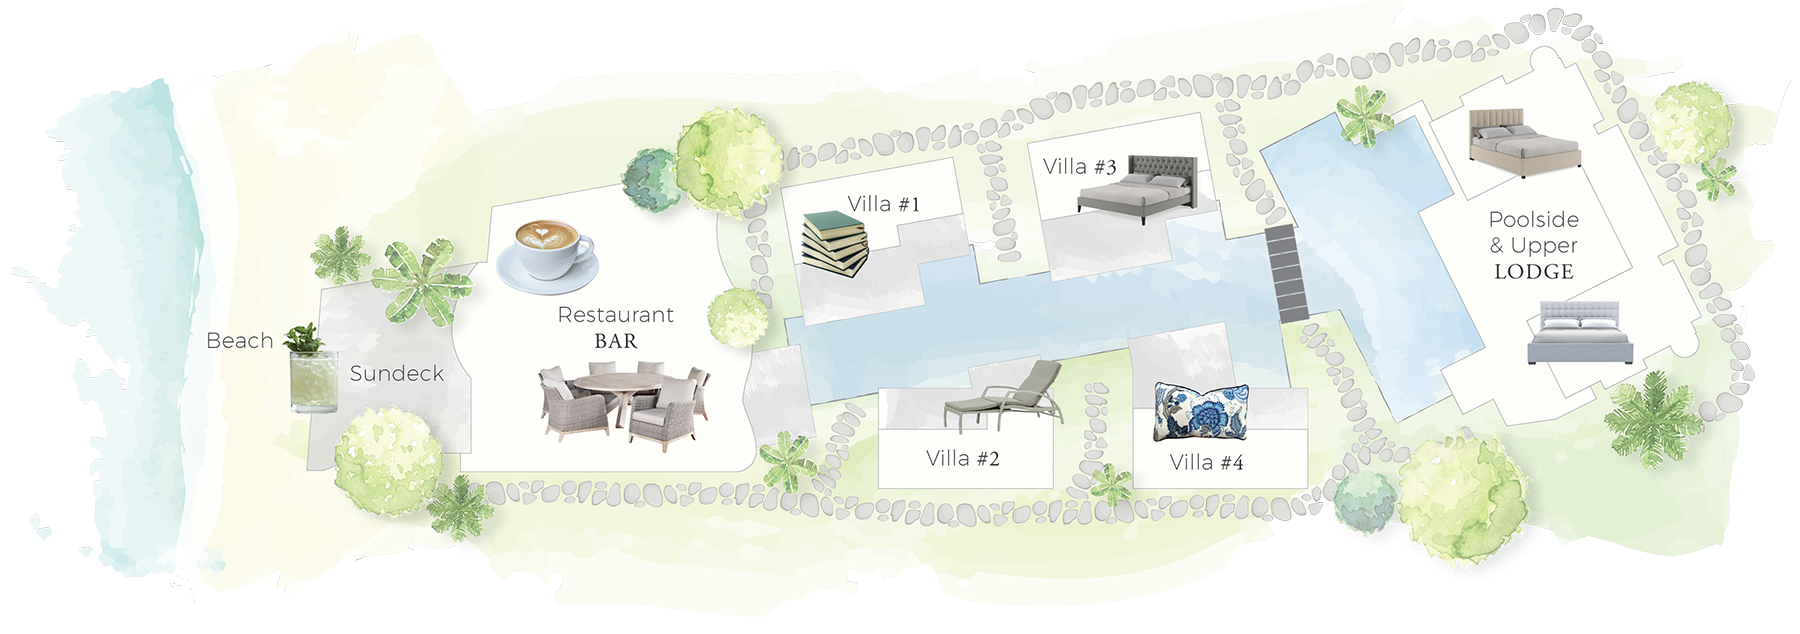 Beach
Sundeck
Restaurant
BAR
Villa #1
Villa #3
Villa #2
Villa #4
Poolside
& Upper
LODGE